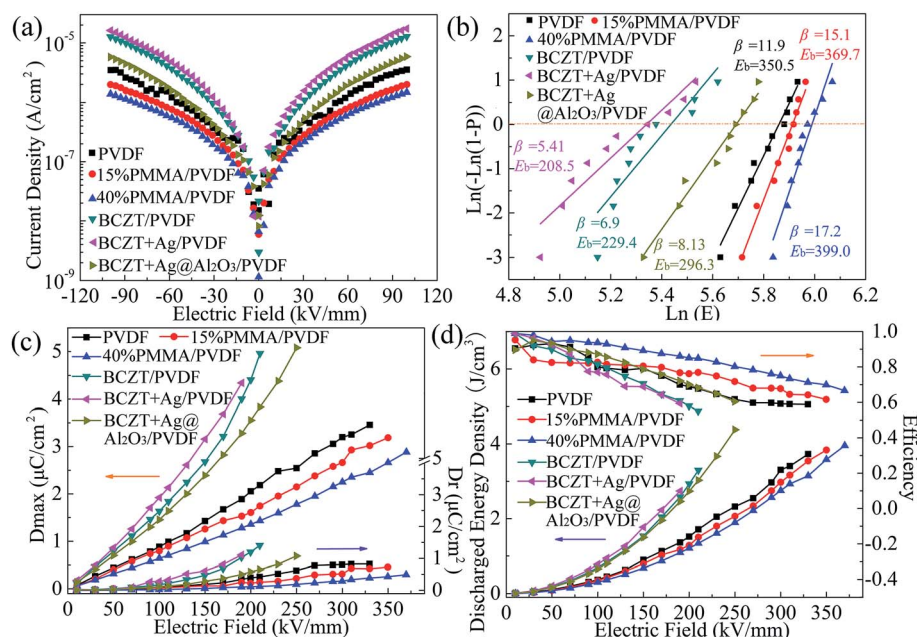 (a)
Current Density (A/cm²)
10⁻⁵
10⁻⁷
10⁻⁹
PVDF
15%PMMA/PVDF
40%PMMA/PVDF
BCZT/PVDF
BCZT+Ag/PVDF
BCZT+Ag@Al₂O₃/PVDF
-120 -90 -60 -30 0 30 60 90 120
Electric Field (kV/mm)
(b)
Ln(-Ln(1-P))
2
1
0
-1
-2
-3
-4
PVDF 15%PMMA/PVDF
40%PMMA/PVDF
BCZT/PVDF
BCZT+Ag/PVDF
BCZT+Ag
@Al₂O₃/PVDF
β =11.9
E_b=350.5
β =15.1
E_b=369.7
β =5.41
E_b=208.5
β =6.9
E_b=229.4
β =8.13
E_b=296.3
β =17.2
E_b=399.0
4.8 5.0 5.2 5.4 5.6 5.8 6.0 6.2
Ln (E)
(c)
Dmax (μC/cm²)
5
4
3
2
1
0
PVDF 15%PMMA/PVDF
40%PMMA/PVDF
BCZT/PVDF
BCZT+Ag/PVDF
BCZT+Ag@
Al₂O₃/PVDF
5
4
3
2
1
0
Dr (μC/cm²)
0 50 100 150 200 250 300 350
Electric Field (kV/mm)
(d)
Discharged Energy Density (J/cm³)
6
4
2
0
PVDF
15%PMMA/PVDF
40%PMMA/PVDF
BCZT/PVDF
BCZT+Ag/PVDF
BCZT+Ag@
Al₂O₃/PVDF
1.0
0.8
0.6
0.4
0.2
0.0
-0.2
-0.4
Efficiency
0 50 100 150 200 250 300 350
Electric Field (kV/mm)